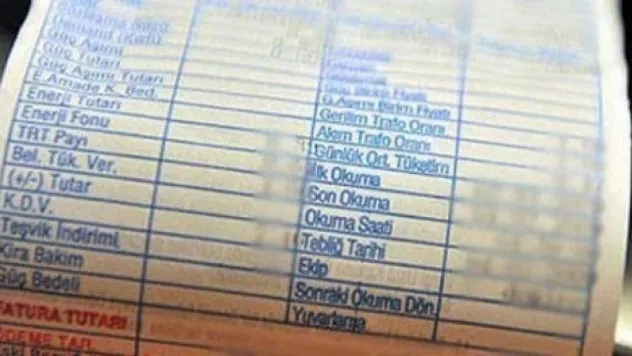 Demand (Kw)
Güç Aşımı
Güç Tutarı
Güç Aşımı Tutarı
E. Amade K. Bed.
Enerji Tutarı
Enerji Fonu
TRT Payı
Bel. Tük. Ver.
(+/-) Tutar
K.D.V.
Teşvik İndirimi
Kira Bakım
Güç Bedeli
FATURA TUTARI
Güç Birim Fiyatı
G. Aşımı Birim Fiyatı
Gerilim Trafo Oranı
Akım Trafo Oranı
Günlük Ort. Tüketim
İlk Okuma
Son Okuma
Okuma Saati
Tebliğ Tarihi
Ekip
Sonraki Okuma Dön.
Yuvarlama